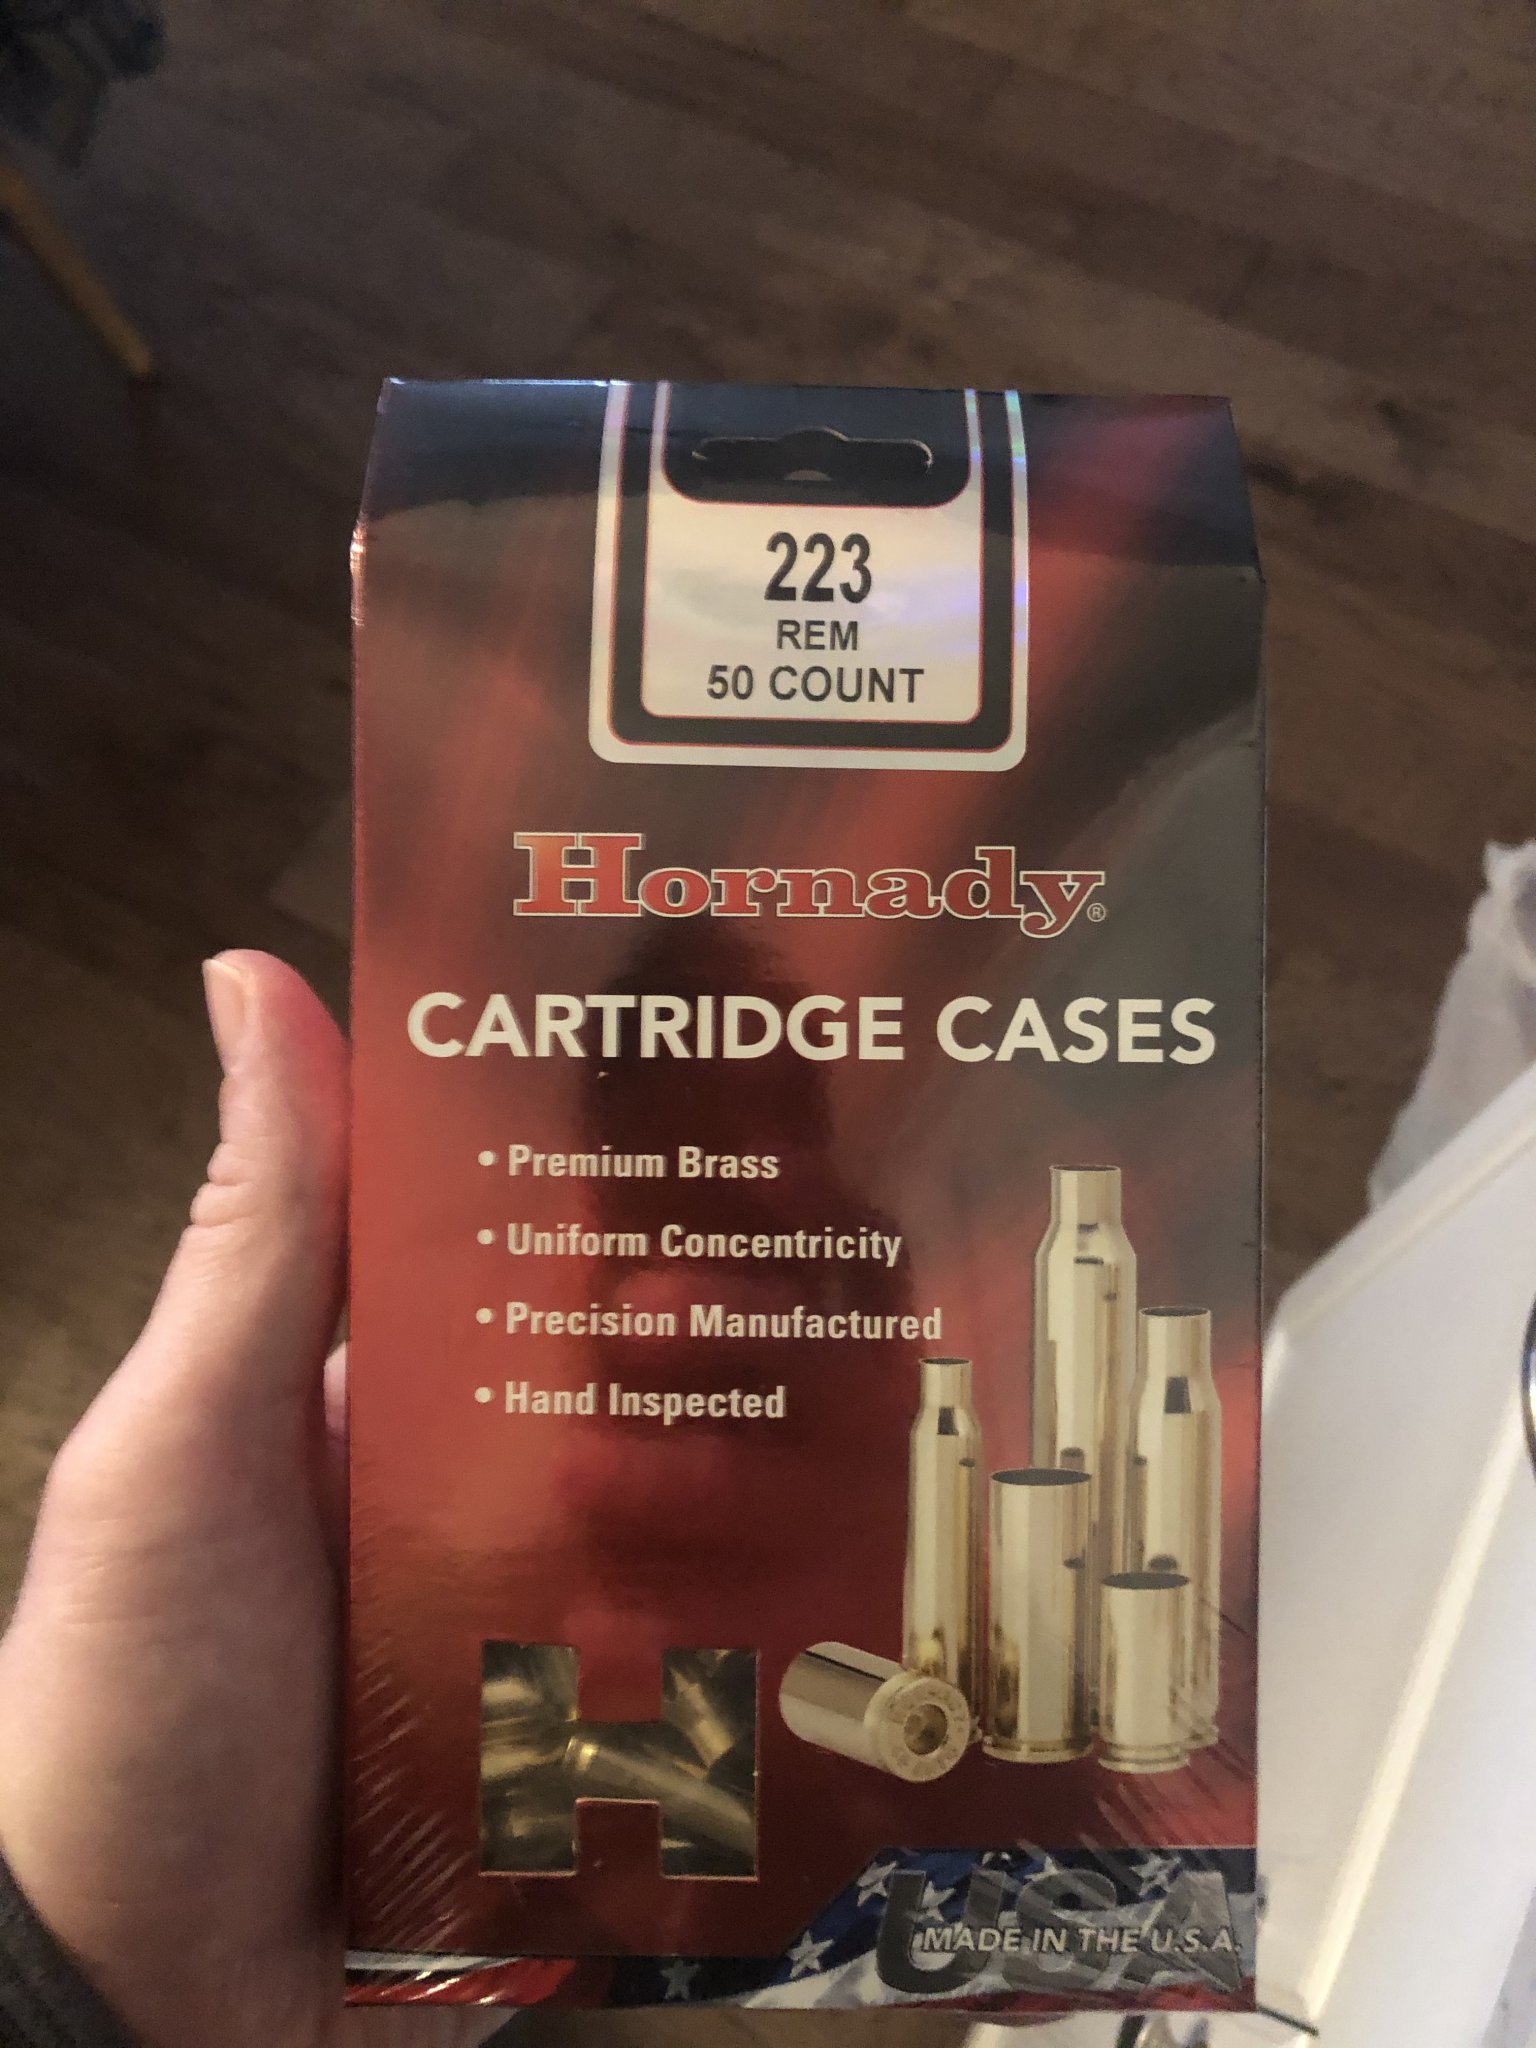 223
REM
50 COUNT
Hornady®
CARTRIDGE CASES
• Premium Brass
• Uniform Concentricity
• Precision Manufactured
• Hand Inspected
H
USA
MADE IN THE U.S.A.